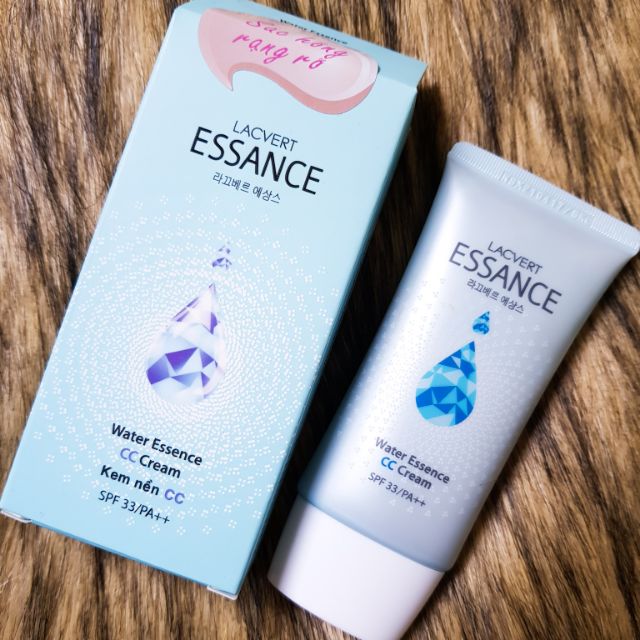 Sắc hồng
rạng rỡ
LACVERT
ESSANCE
라끄베르 에상스
Water Essence
CC Cream
Kem nền CC
SPF 33/PA++
LACVERT
ESSANCE
라끄베르 에상스
Water Essence
CC Cream
SPF 33/PA++